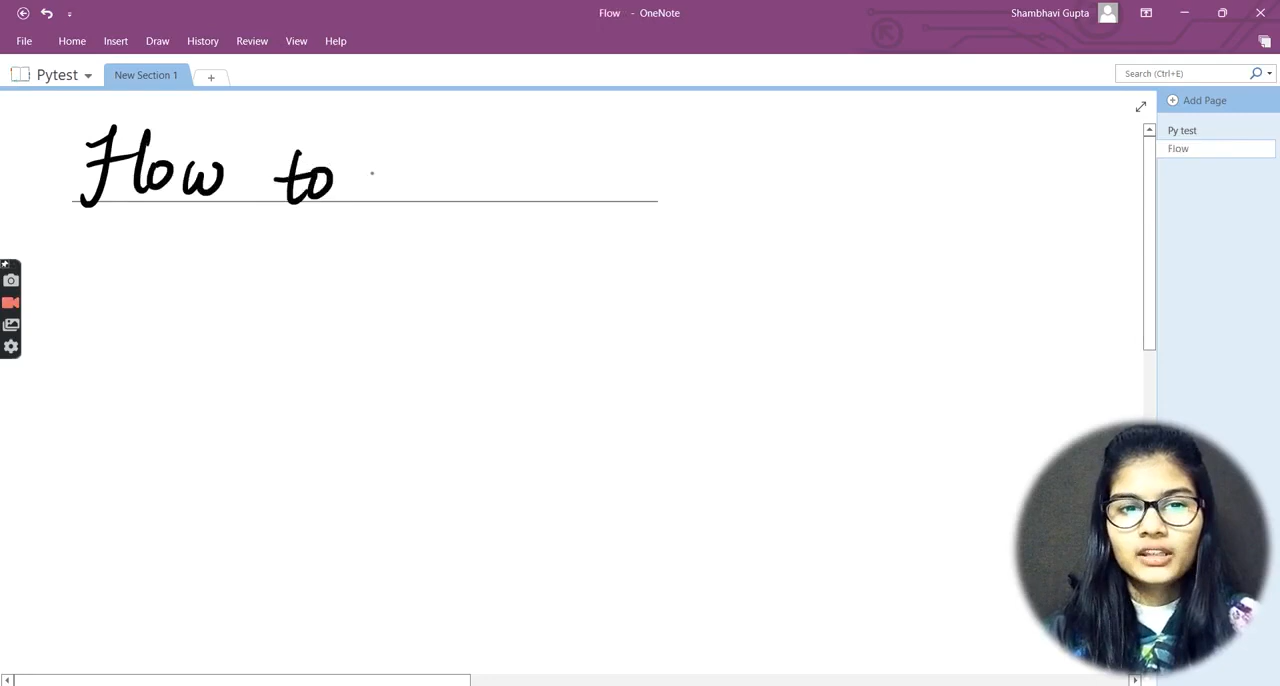 Flow - OneNote
Shambhavi Gupta
File Home Insert Draw History Review View Help
Pytest New Section 1 +
Search (Ctrl+E)
Add Page
Py test
Flow
How to